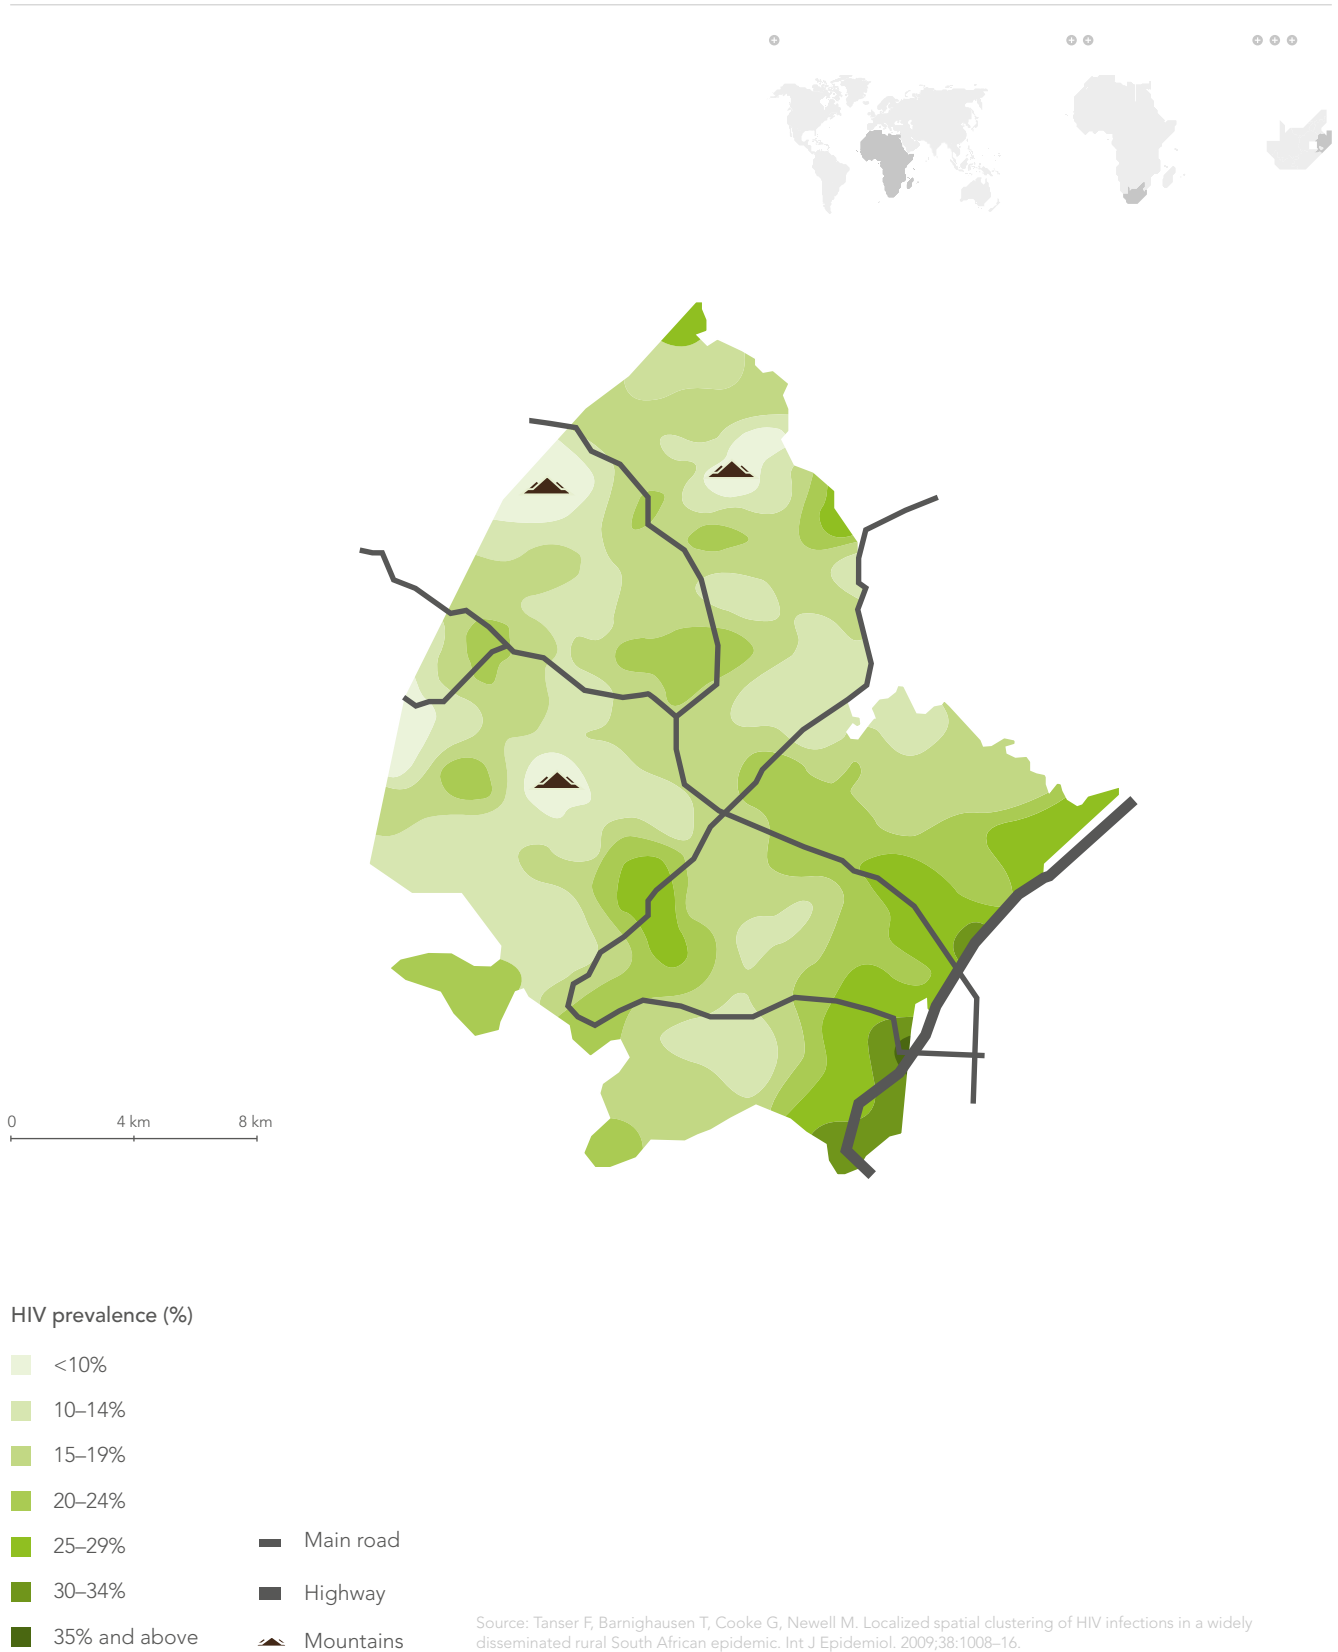 0 4 km 8 km
HIV prevalence (%)
<10%
10–14%
15–19%
20–24%
25–29%
30–34%
35% and above
Main road
Highway
Mountains
Source: Tanser F, Barnighausen T, Cooke G, Newell M. Localized spatial clustering of HIV infections in a widely
disseminated rural South African epidemic. Int J Epidemiol. 2009;38:1008–16.